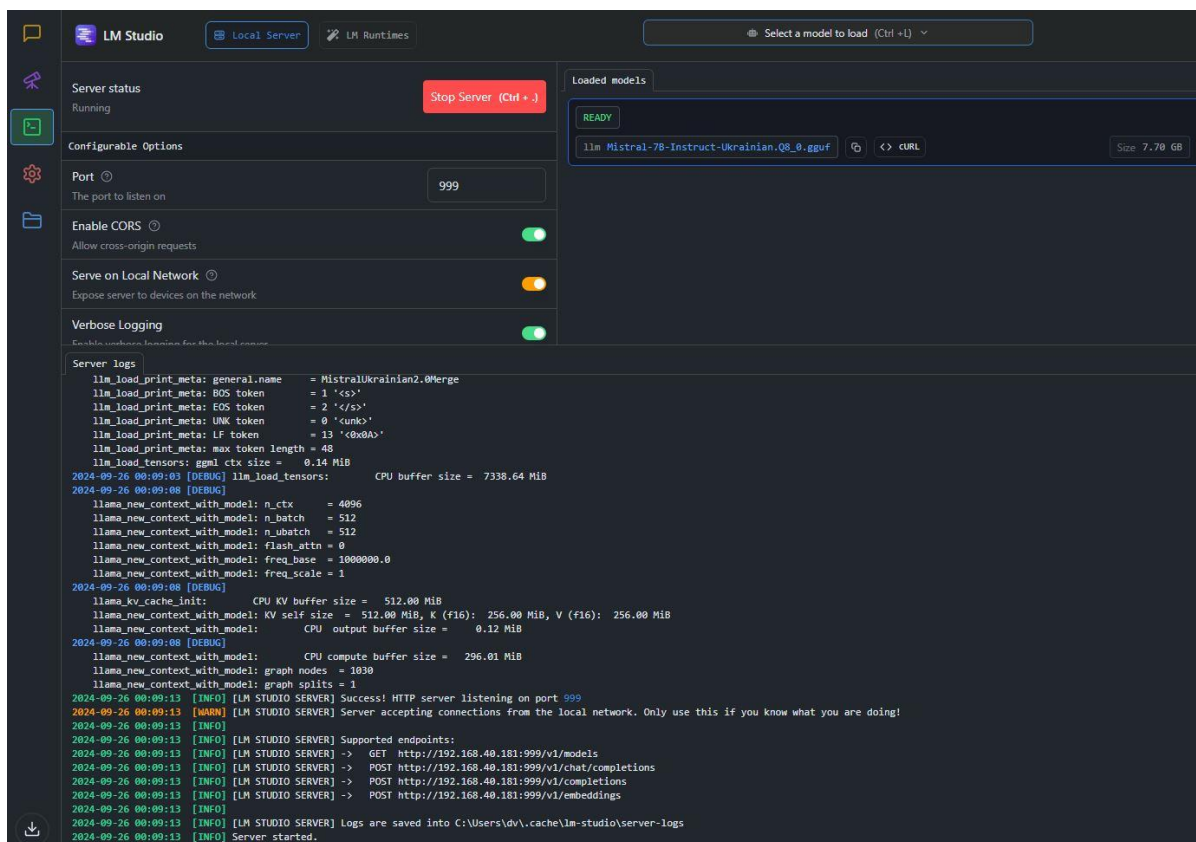 LM Studio
Local Server
LM Runtimes
Select a model to load (Ctrl +L)
Server status
Running
Stop Server (Ctrl + .)
Configurable Options
Port
The port to listen on
999
Enable CORS
Allow cross-origin requests
Serve on Local Network
Expose server to devices on the network
Verbose Logging
Enable verbose logging for the local server
Loaded models
READY
llm Mistral-7B-Instruct-Ukrainian.Q8_0.gguf
<> cURL
Size 7.70 GB
Server logs
llm_load_print_meta: general.name     = MistralUkrainian2.0Merge
llm_load_print_meta: BOS token        = 1 '<s>'
llm_load_print_meta: EOS token        = 2 '</s>'
llm_load_print_meta: UNK token        = 0 '<unk>'
llm_load_print_meta: LF token         = 13 '<0x0A>'
llm_load_print_meta: max token length = 48
llm_load_tensors: ggml ctx size =    0.14 MiB
2024-09-26 00:09:03 [DEBUG] llm_load_tensors:        CPU buffer size =  7338.64 MiB
2024-09-26 00:09:08 [DEBUG]
llama_new_context_with_model: n_ctx      = 4096
llama_new_context_with_model: n_batch    = 512
llama_new_context_with_model: n_ubatch   = 512
llama_new_context_with_model: flash_attn = 0
llama_new_context_with_model: freq_base  = 1000000.0
llama_new_context_with_model: freq_scale = 1
2024-09-26 00:09:08 [DEBUG]
llama_kv_cache_init:        CPU KV buffer size =   512.00 MiB
llama_new_context_with_model: KV self size  =  512.00 MiB, K (f16):  256.00 MiB, V (f16):  256.00 MiB
llama_new_context_with_model:        CPU  output buffer size =     0.12 MiB
2024-09-26 00:09:08 [DEBUG]
llama_new_context_with_model:        CPU compute buffer size =   296.01 MiB
llama_new_context_with_model: graph nodes  = 1030
llama_new_context_with_model: graph splits = 1
2024-09-26 00:09:13  [INFO] [LM STUDIO SERVER] Success! HTTP server listening on port 999
2024-09-26 00:09:13  [WARN] [LM STUDIO SERVER] Server accepting connections from the local network. Only use this if you know what you are doing!
2024-09-26 00:09:13  [INFO]
2024-09-26 00:09:13  [INFO] [LM STUDIO SERVER] Supported endpoints:
2024-09-26 00:09:13  [INFO] [LM STUDIO SERVER] ->   GET  http://192.168.40.181:999/v1/models
2024-09-26 00:09:13  [INFO] [LM STUDIO SERVER] ->   POST http://192.168.40.181:999/v1/chat/completions
2024-09-26 00:09:13  [INFO] [LM STUDIO SERVER] ->   POST http://192.168.40.181:999/v1/completions
2024-09-26 00:09:13  [INFO] [LM STUDIO SERVER] ->   POST http://192.168.40.181:999/v1/embeddings
2024-09-26 00:09:13  [INFO]
2024-09-26 00:09:13  [INFO] [LM STUDIO SERVER] Logs are saved into C:\Users\dv\.cache\lm-studio\server-logs
2024-09-26 00:09:13  [INFO] Server started.